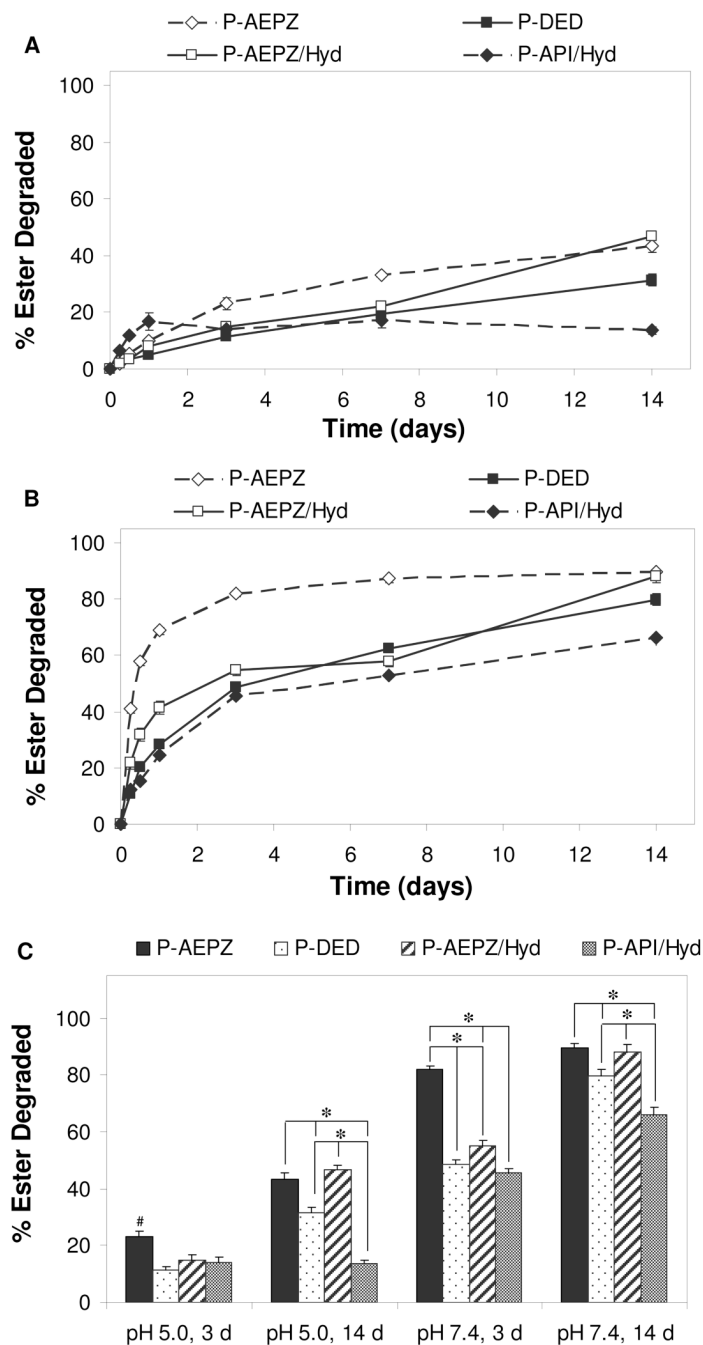 A
P-AEPZ P-DED
P-AEPZ/Hyd P-API/Hyd
% Ester Degraded
100
80
60
40
20
0
0 2 4 6 8 10 12 14
Time (days)
B
P-AEPZ P-DED
P-AEPZ/Hyd P-API/Hyd
% Ester Degraded
100
80
60
40
20
0
0 2 4 6 8 10 12 14
Time (days)
C
P-AEPZ P-DED P-AEPZ/Hyd P-API/Hyd
% Ester Degraded
100
80
60
40
20
0
#
*
*
*
*
*
*
pH 5.0, 3 d pH 5.0, 14 d pH 7.4, 3 d pH 7.4, 14 d